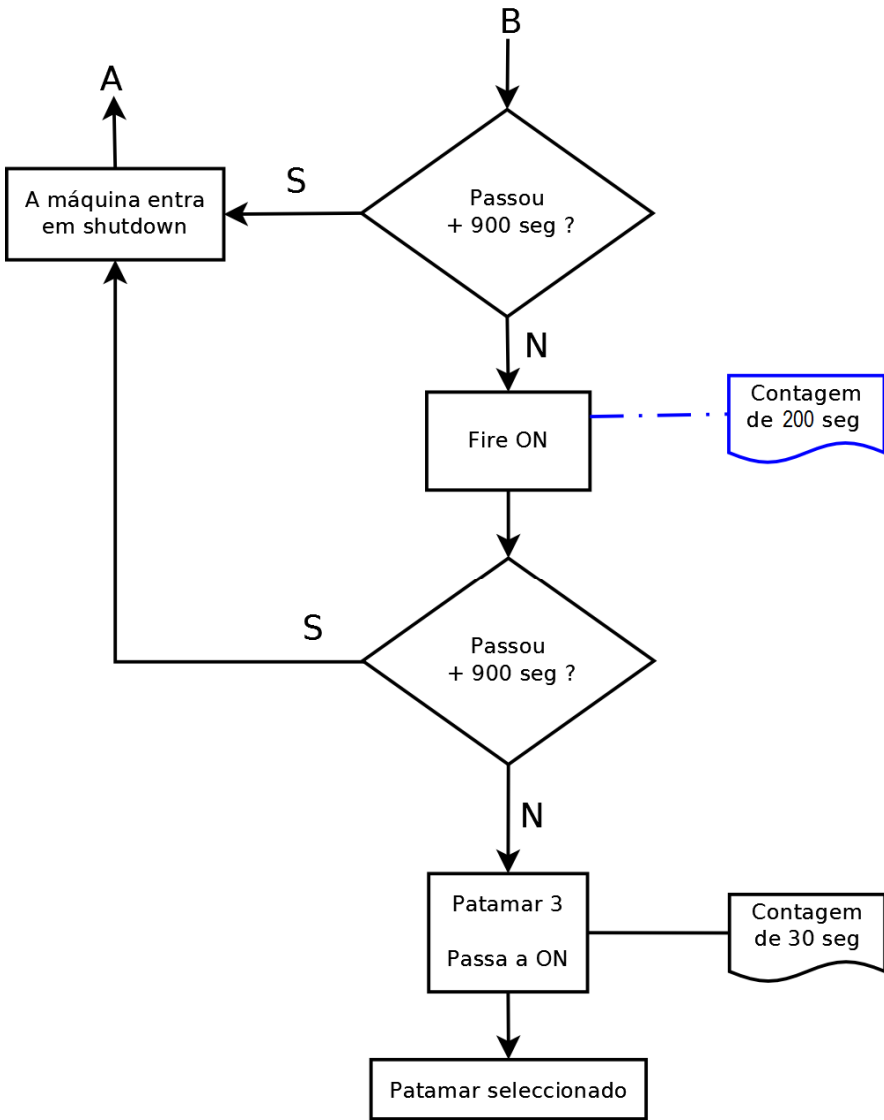 B
A
A máquina entra
em shutdown
S
Passou
+ 900 seg ?
N
Fire ON
Contagem
de 200 seg
S
Passou
+ 900 seg ?
N
Patamar 3
Passa a ON
Contagem
de 30 seg
Patamar seleccionado